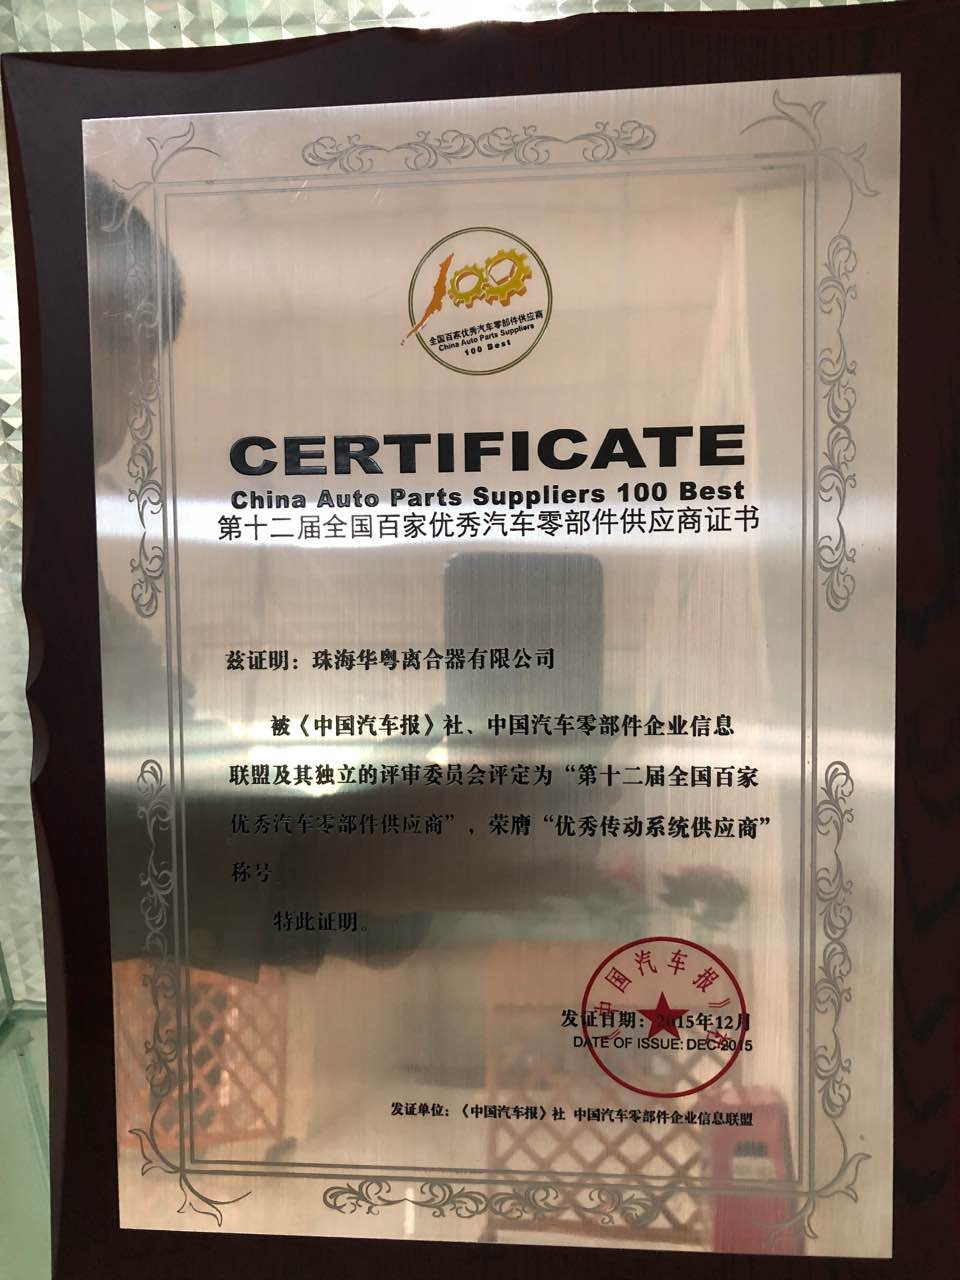 100
全国百家优秀汽车零部件供应商
China Auto Parts Suppliers
100 Best
CERTIFICATE
China Auto Parts Suppliers 100 Best
第十二届全国百家优秀汽车零部件供应商证书
兹证明：珠海华粤离合器有限公司
被《中国汽车报》社、中国汽车零部件企业信息
联盟及其独立的评审委员会评定为“第十二届全国百家
优秀汽车零部件供应商”，荣膺“优秀传动系统供应商”
称号
特此证明。
《中国汽车报》社
发证日期：2015年12月
DATE OF ISSUE: DEC 2015
发证单位：《中国汽车报》社 中国汽车零部件企业信息联盟